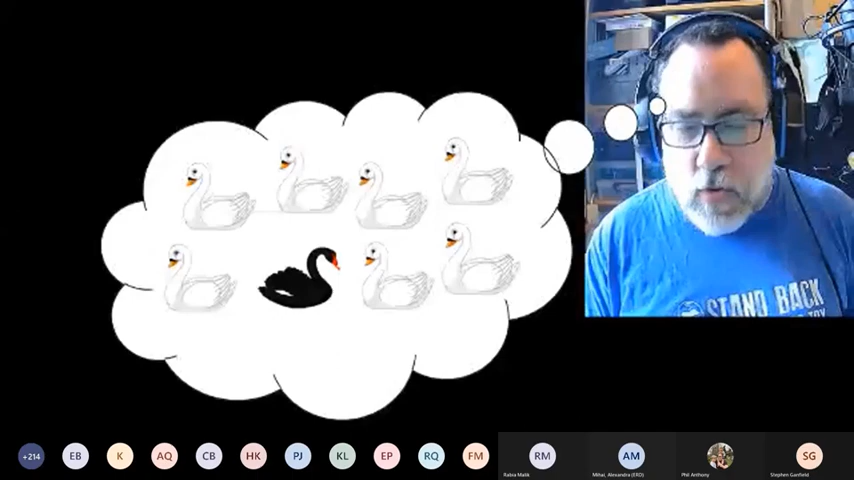 STAND BACK
+214
EB
K
AQ
CB
HK
PJ
KL
EP
RQ
FM
RM
AM
SG
Rabia Malik
Mihai, Alexandra (ERD)
Phil Anthony
Stephen Ganfield